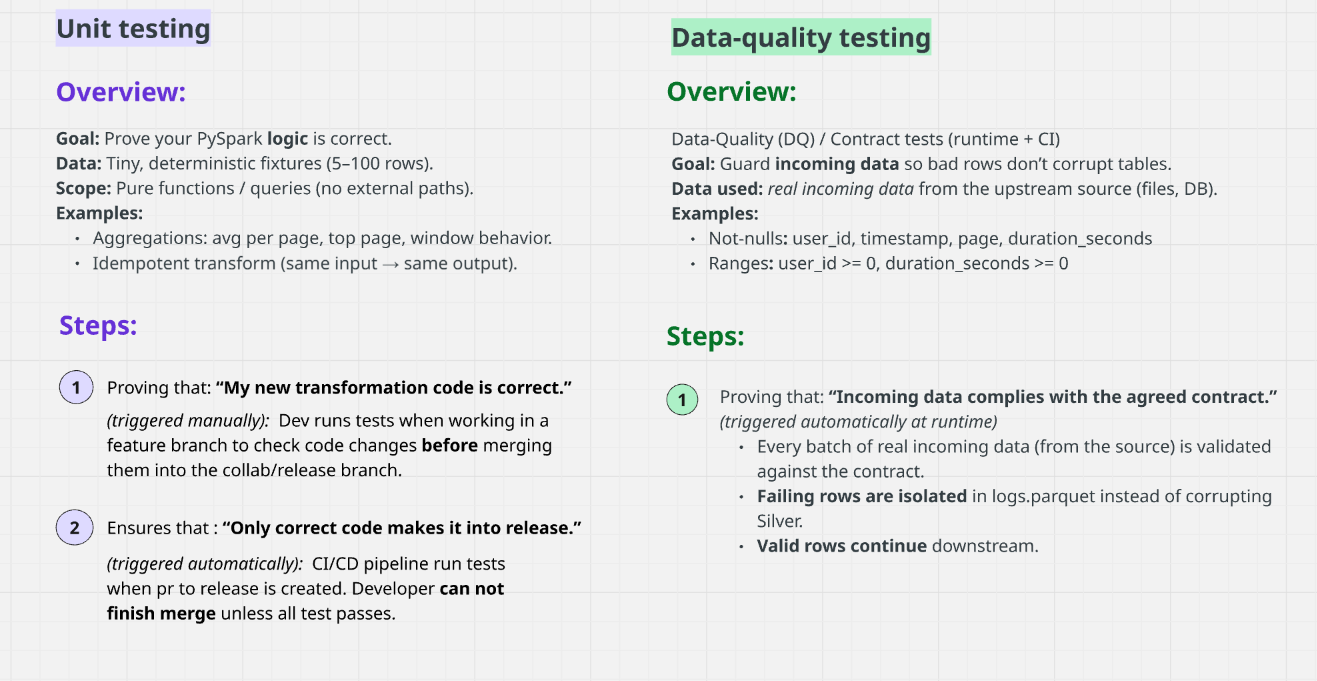 Unit testing
Overview:
Goal: Prove your PySpark logic is correct.
Data: Tiny, deterministic fixtures (5–100 rows).
Scope: Pure functions / queries (no external paths).
Examples:
• Aggregations: avg per page, top page, window behavior.
• Idempotent transform (same input → same output).
Steps:
1 Proving that: “My new transformation code is correct.”
(triggered manually): Dev runs tests when working in a
feature branch to check code changes before merging
them into the collab/release branch.
2 Ensures that : “Only correct code makes it into release.”
(triggered automatically): CI/CD pipeline run tests
when pr to release is created. Developer can not
finish merge unless all test passes.
Data-quality testing
Overview:
Data-Quality (DQ) / Contract tests (runtime + CI)
Goal: Guard incoming data so bad rows don’t corrupt tables.
Data used: real incoming data from the upstream source (files, DB).
Examples:
• Not-nulls: user_id, timestamp, page, duration_seconds
• Ranges: user_id >= 0, duration_seconds >= 0
Steps:
1 Proving that: “Incoming data complies with the agreed contract.”
(triggered automatically at runtime)
• Every batch of real incoming data (from the source) is validated
against the contract.
• Failing rows are isolated in logs.parquet instead of corrupting
Silver.
• Valid rows continue downstream.